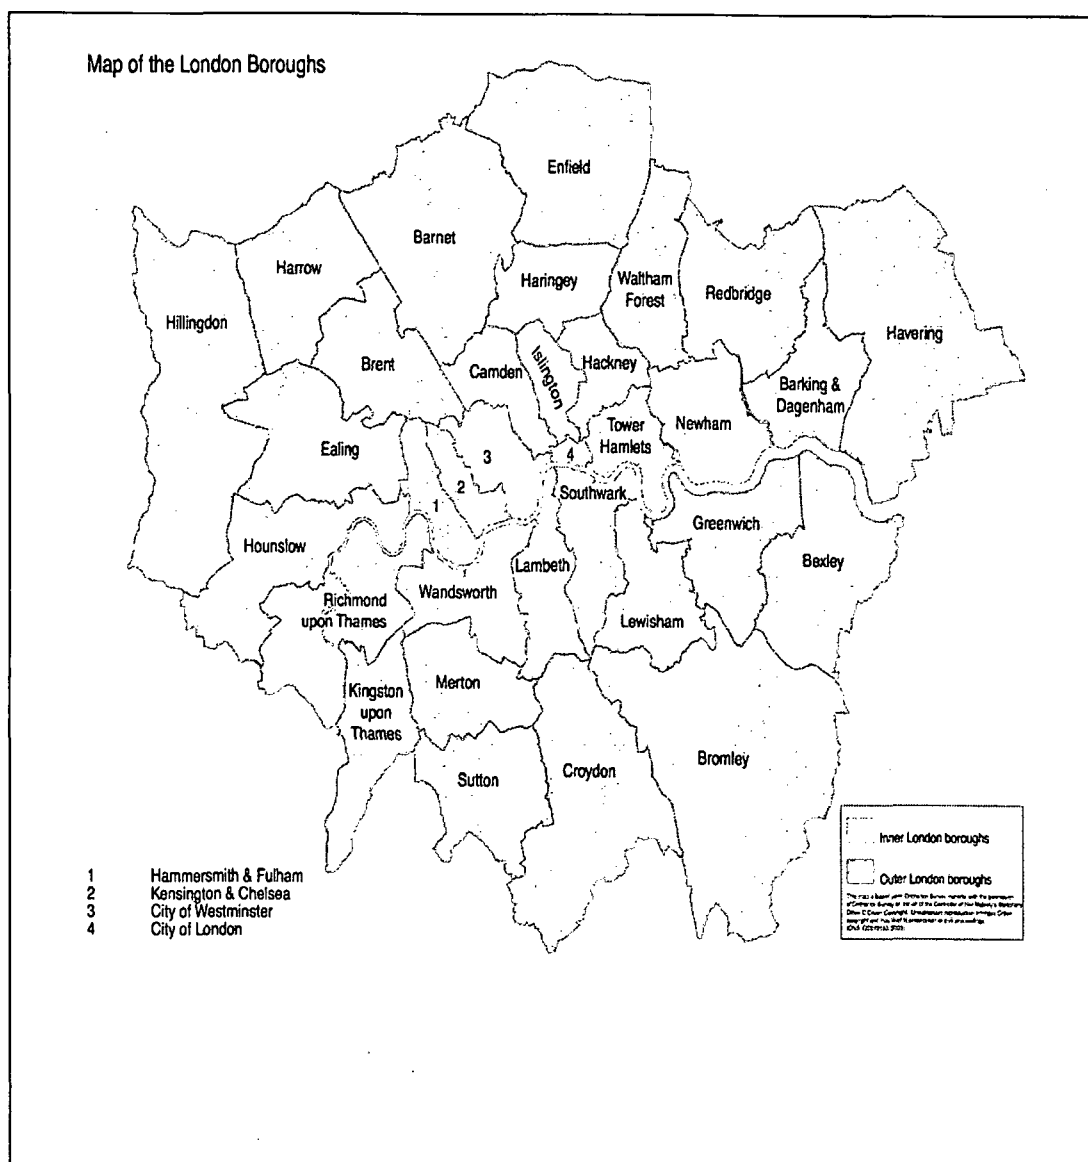 Map of the London Boroughs
Enfield
Barnet
Harrow
Haringey
Waltham
Forest
Redbridge
Hillingdon
Havering
Brent
Camden
Islington
Hackney
Barking &
Dagenham
Ealing
Tower
Hamlets
Newham
3
4
2
1
Southwark
Greenwich
Hounslow
Bexley
Lambeth
Wandsworth
Richmond
upon Thames
Lewisham
Merton
Kingston
upon
Thames
Bromley
Croydon
Sutton
Inner London boroughs
Outer London boroughs
1 Hammersmith & Fulham
2 Kensington & Chelsea
3 City of Westminster
4 City of London